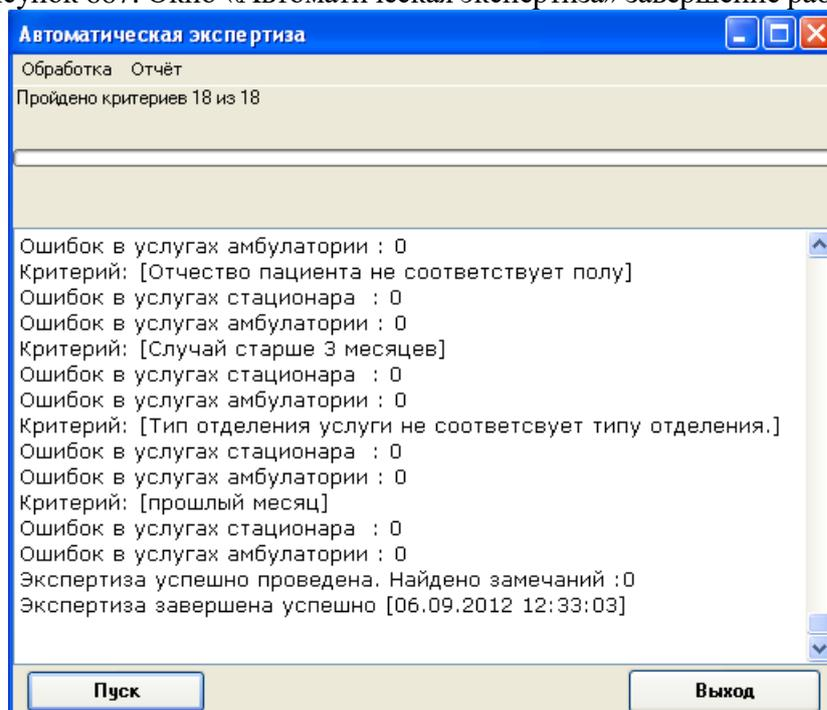 Окно «Автоматическая экспертиза» завершение
Автоматическая экспертиза
Обработка Отчёт
Пройдено критериев 18 из 18
Ошибок в услугах амбулатории : 0
Критерий: [Отчество пациента не соответствует полу]
Ошибок в услугах стационара : 0
Ошибок в услугах амбулатории : 0
Критерий: [Случай старше 3 месяцев]
Ошибок в услугах стационара : 0
Ошибок в услугах амбулатории : 0
Критерий: [Тип отделения услуги не соответсвует типу отделения.]
Ошибок в услугах стационара : 0
Ошибок в услугах амбулатории : 0
Критерий: [прошлый месяц]
Ошибок в услугах стационара : 0
Ошибок в услугах амбулатории : 0
Экспертиза успешно проведена. Найдено замечаний :0
Экспертиза завершена успешно [06.09.2012 12:33:03]
Пуск Выход